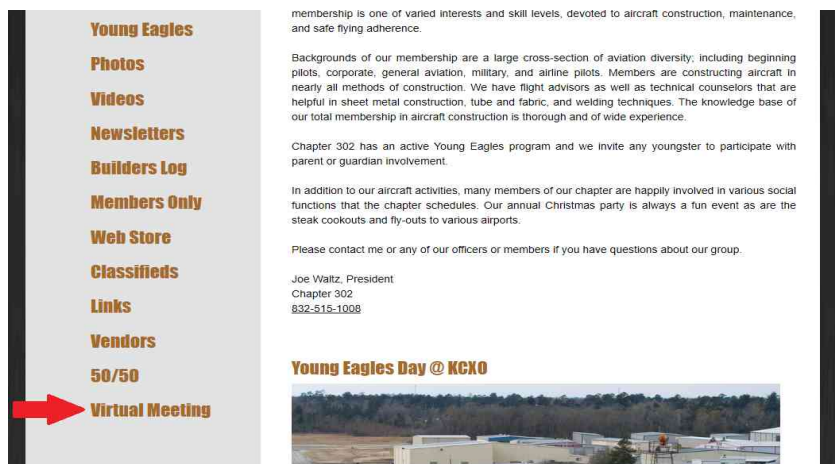 Young Eagles
Photos
Videos
Newsletters
Builders Log
Members Only
Web Store
Classifieds
Links
Vendors
50/50
Virtual Meeting
membership is one of varied interests and skill levels, devoted to aircraft construction, maintenance,
and safe flying adherence.
Backgrounds of our membership are a large cross-section of aviation diversity; including beginning
pilots, corporate, general aviation, military, and airline pilots. Members are constructing aircraft in
nearly all methods of construction. We have flight advisors as well as technical counselors that are
helpful in sheet metal construction, tube and fabric, and welding techniques. The knowledge base of
our total membership in aircraft construction is thorough and of wide experience.
Chapter 302 has an active Young Eagles program and we invite any youngster to participate with
parent or guardian involvement.
In addition to our aircraft activities, many members of our chapter are happily involved in various social
functions that the chapter schedules. Our annual Christmas party is always a fun event as are the
steak cookouts and fly-outs to various airports.
Please contact me or any of our officers or members if you have questions about our group.
Joe Waltz, President
Chapter 302
832-515-1008
Young Eagles Day @ KCXO